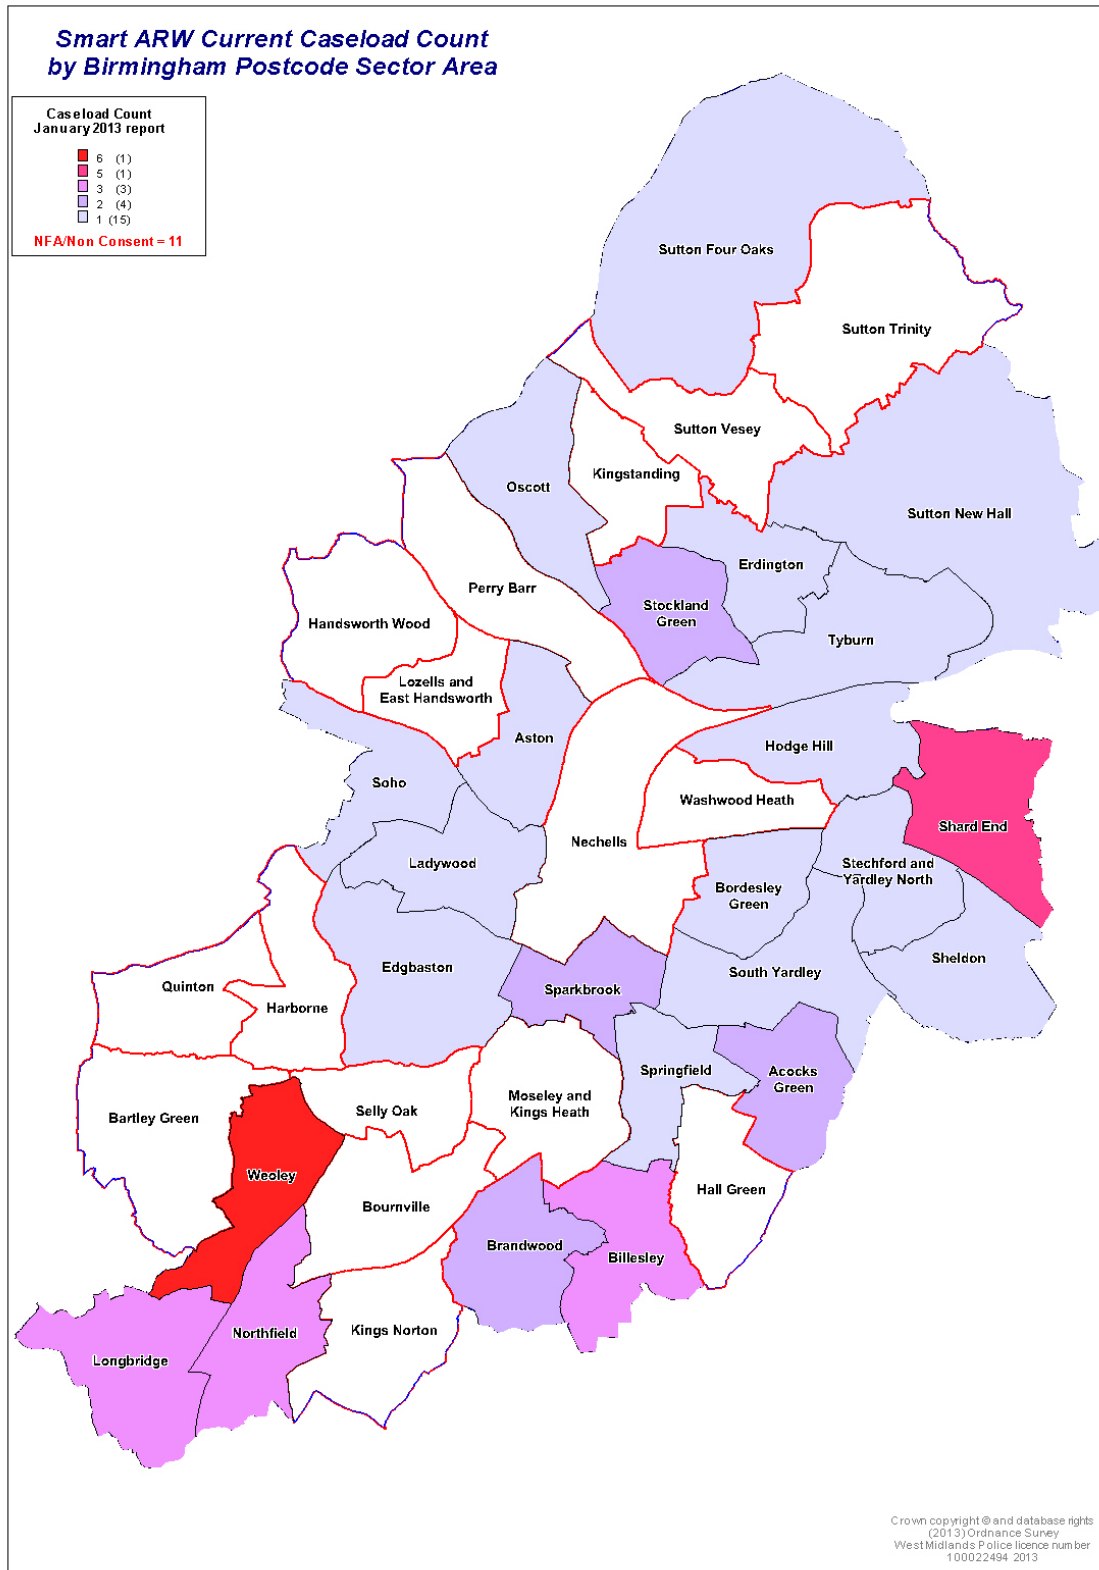 Smart ARW Current Caseload Count
by Birmingham Postcode Sector Area
Caseload Count
January 2013 report
6 (1)
5 (1)
3 (3)
2 (4)
1 (15)
NFA/Non Consent = 11
Sutton Four Oaks
Sutton Trinity
Sutton Vesey
Kingstanding
Oscott
Sutton New Hall
Erdington
Perry Barr
Stockland
Green
Handsworth Wood
Tyburn
Lozells and
East Handsworth
Aston
Hodge Hill
Soho
Washwood Heath
Shard End
Nechells
Ladywood
Stechford and
Yardley North
Bordesley
Green
Sheldon
Edgbaston
South Yardley
Quinton
Sparkbrook
Harborne
Springfield
Acocks
Green
Moseley and
Kings Heath
Bartley Green
Selly Oak
Weoley
Hall Green
Bournville
Brandwood
Billesley
Kings Norton
Northfield
Longbridge
Crown copyright © and database rights
(2013) Ordnance Survey
West Midlands Police licence number
100022494 2013